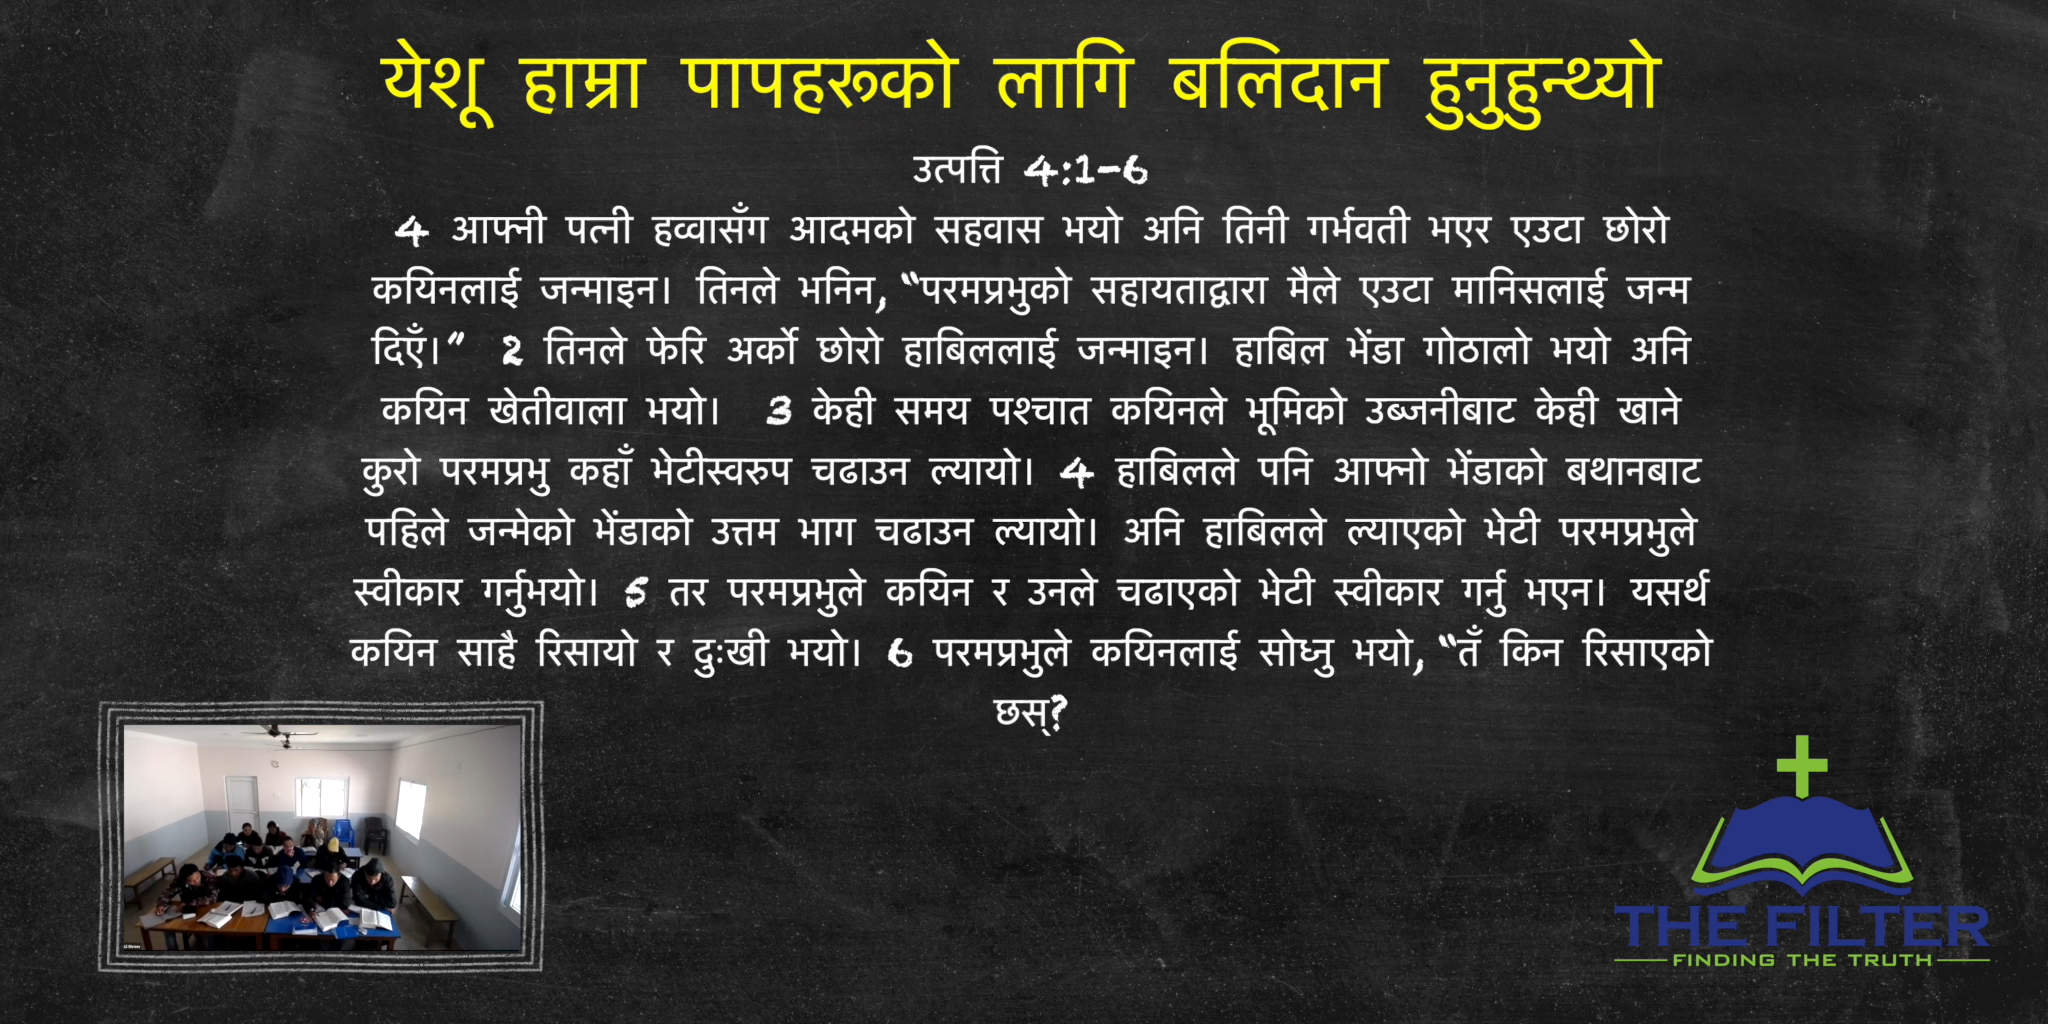 येशू हाम्रा पापहरूको लागि बलिदान हुनुहुन्थ्यो
उत्पत्ति 4:1-6
4 आफ्नी पत्नी हव्वासँग आदमको सहवास भयो अनि तिनी गर्भवती भएर एउटा छोरो
कयिनलाई जन्माइन। तिनले भनिन, “परमप्रभुको सहायताद्वारा मैले एउटा मानिसलाई जन्म
दिएँ।” 2 तिनले फेरि अर्को छोरो हाबिललाई जन्माइन। हाबिल भेंडा गोठालो भयो अनि
कयिन खेतीवाला भयो। 3 केही समय पश्चात कयिनले भूमिको उब्जनीबाट केही खाने
कुरो परमप्रभु कहाँ भेटीस्वरुप चढाउन ल्यायो। 4 हाबिलले पनि आफ्नो भेंडाको बथानबाट
पहिले जन्मेको भेंडाको उत्तम भाग चढाउन ल्यायो। अनि हाबिलले ल्याएको भेटी परमप्रभुले
स्वीकार गर्नुभयो। 5 तर परमप्रभुले कयिन र उनले चढाएको भेटी स्वीकार गर्नु भएन। यसर्थ
कयिन साहै रिसायो र दुःखी भयो। 6 परमप्रभुले कयिनलाई सोध्नु भयो, “तँ किन रिसाएको
छस्?
THE FILTER
FINDING THE TRUTH